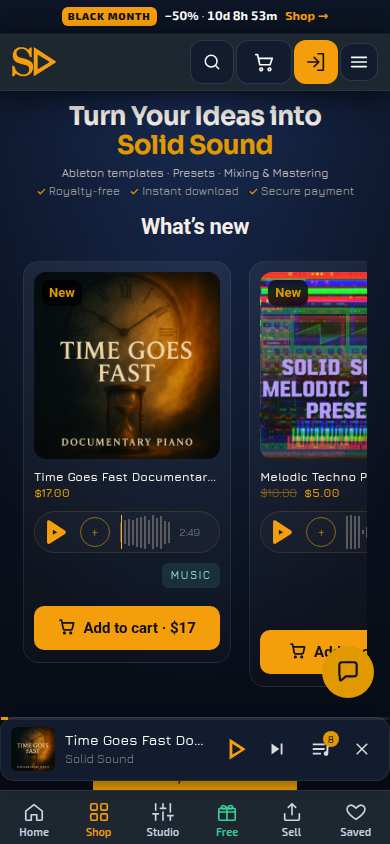 BLACK MONTH −50% · 10d 8h 53m Shop →
SD
Turn Your Ideas into
Solid Sound
Ableton templates · Presets · Mixing & Mastering
✓ Royalty-free ✓ Instant download ✓ Secure payment
What's new
New
TIME GOES
FAST
DOCUMENTARY PIANO
Time Goes Fast Documentar...
$17.00
+ 2:49
MUSIC
Add to cart · $17
New
SOLID S
MELODIC T
PRESE
Melodic Techno P
$10.00 $5.00
+
Time Goes Fast Do...
Solid Sound
8
Home Shop Studio Free Sell Saved